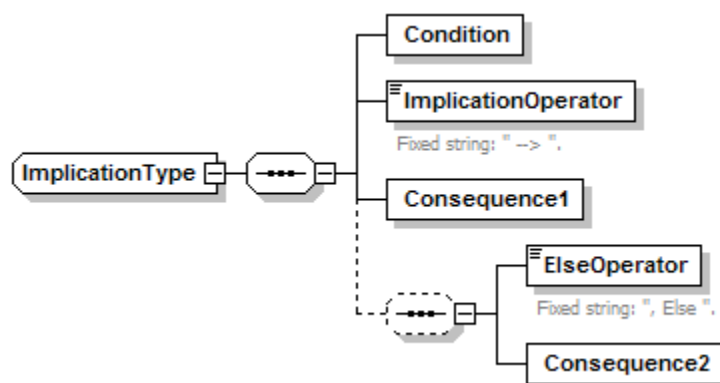 Condition
ImplicationOperator
Fixed string: " --> ".
ImplicationType
Consequence1
ElseOperator
Fixed string: ", Else ".
Consequence2